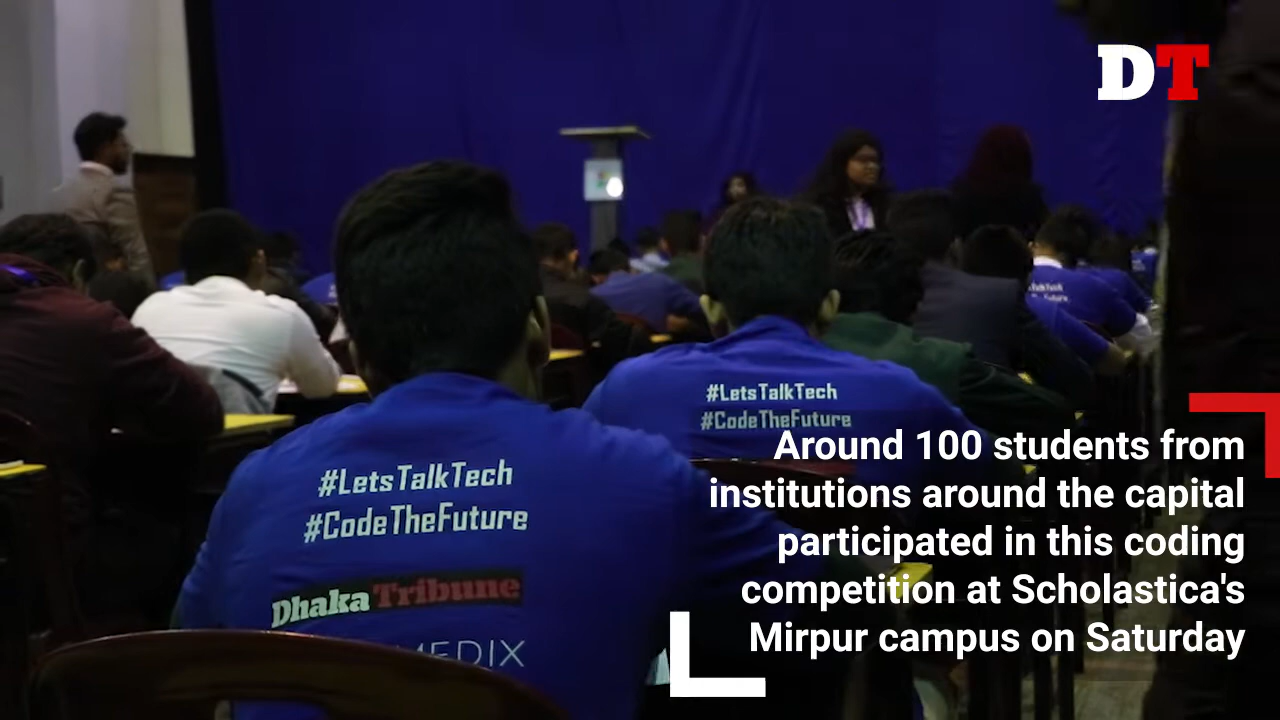 DT
#LetsTalkTech
#CodeTheFuture
#LetsTalkTech
#CodeTheFuture
Dhaka Tribune
MEDIX
Around 100 students from
institutions around the capital
participated in this coding
competition at Scholastica's
Mirpur campus on Saturday